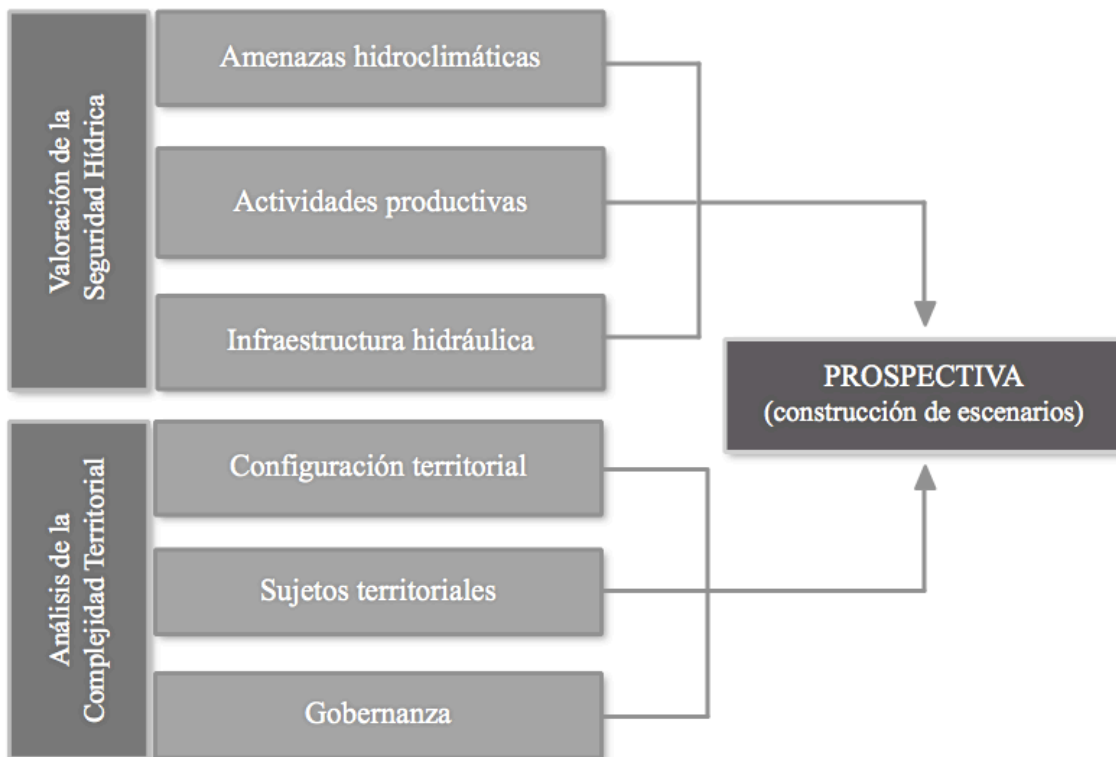 Valoración de la
Seguridad Hídrica
Amenazas hidroclimáticas
Actividades productivas
Infraestructura hidráulica
Análisis de la
Complejidad Territorial
Configuración territorial
Sujetos territoriales
Gobernanza
PROSPECTIVA
(construcción de escenarios)